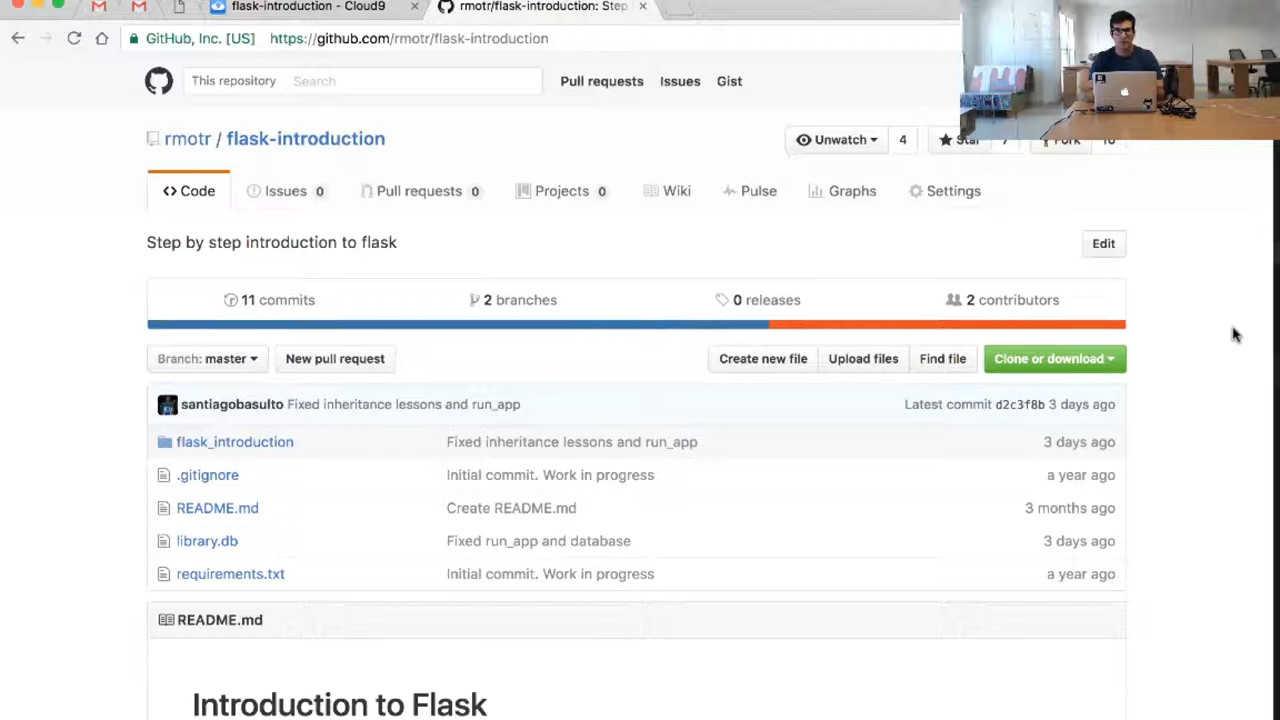 flask-introduction - Cloud9 × rmotr/flask-introduction: Step ×
GitHub, Inc. [US] https://github.com/rmotr/flask-introduction
This repository Search Pull requests Issues Gist
rmotr / flask-introduction Unwatch 4 Star 7 Fork
Code Issues 0 Pull requests 0 Projects 0 Wiki Pulse Graphs Settings
Step by step introduction to flask Edit
11 commits 2 branches 0 releases 2 contributors
Branch: master New pull request Create new file Upload files Find file Clone or download
santiagobasulto Fixed inheritance lessons and run_app Latest commit d2c3f8b 3 days ago
flask_introduction Fixed inheritance lessons and run_app 3 days ago
.gitignore Initial commit. Work in progress a year ago
README.md Create README.md 3 months ago
library.db Fixed run_app and database 3 days ago
requirements.txt Initial commit. Work in progress a year ago
README.md
Introduction to Flask